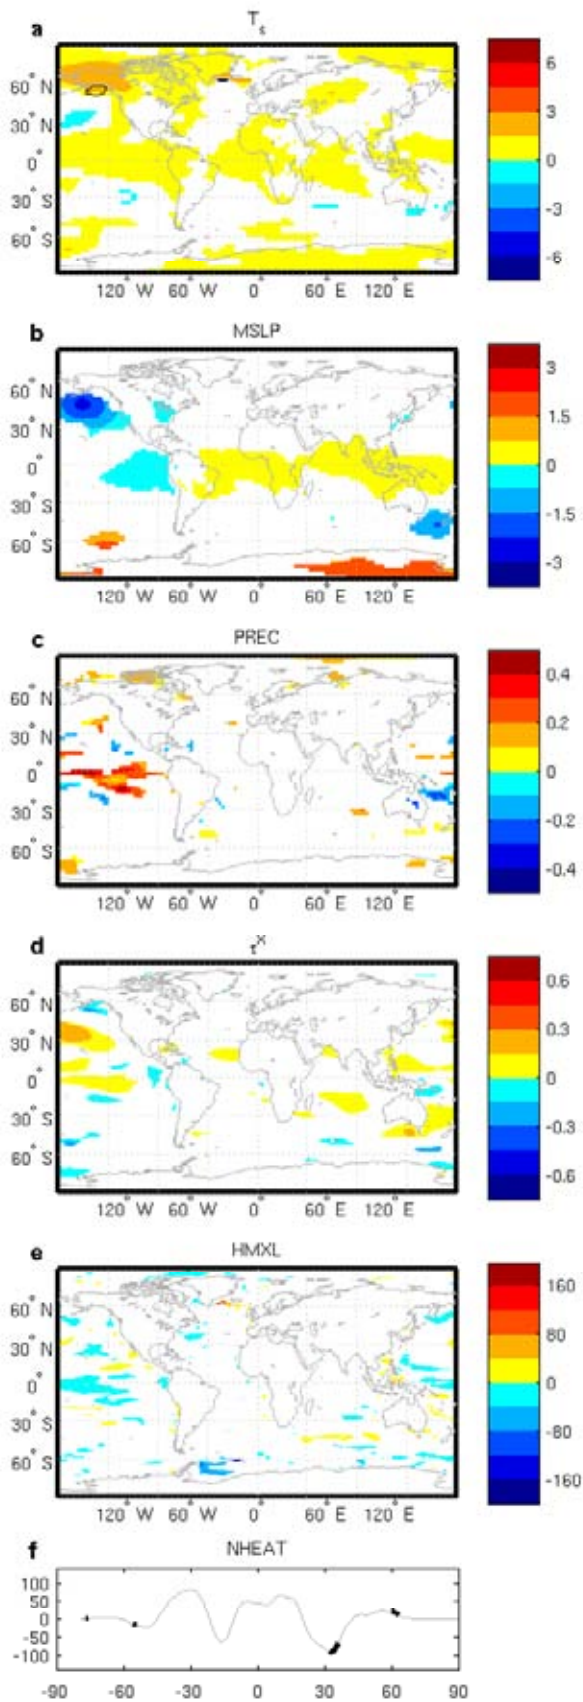 a
T_s
60° N
30° N
0°
30° S
60° S
120° W 60° W 0° 60° E 120° E
6
3
0
-3
-6
b
MSLP
60° N
30° N
0°
30° S
60° S
120° W 60° W 0° 60° E 120° E
3
1.5
0
-1.5
-3
c
PREC
60° N
30° N
0°
30° S
60° S
120° W 60° W 0° 60° E 120° E
0.4
0.2
0
-0.2
-0.4
d
τ^x
60° N
30° N
0°
30° S
60° S
120° W 60° W 0° 60° E 120° E
0.6
0.3
0
-0.3
-0.6
e
HMXL
60° N
30° N
0°
30° S
60° S
120° W 60° W 0° 60° E 120° E
160
80
0
-80
-160
f
NHEAT
100
50
0
-50
-100
-90 -60 -30 0 30 60 90